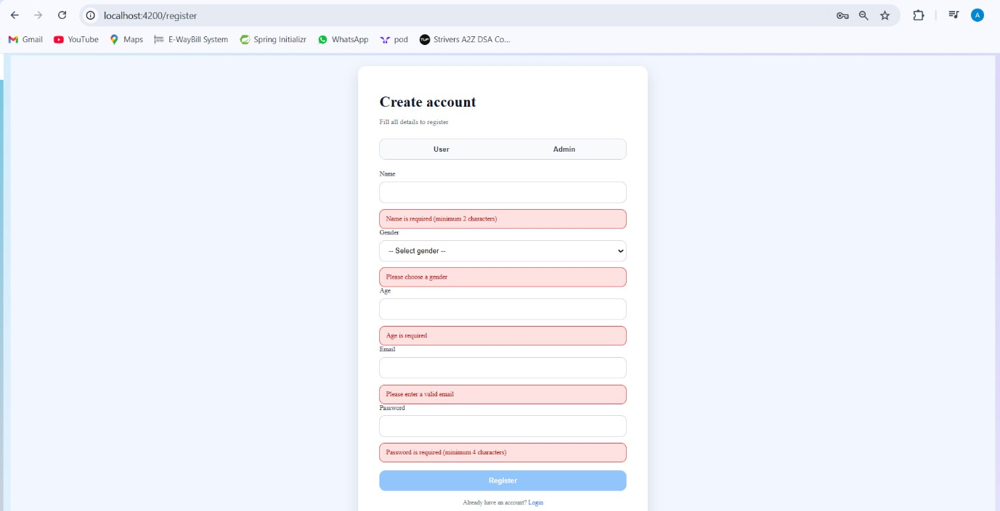 localhost:4200/register
A
Gmail YouTube Maps E-WayBill System Spring Initializr WhatsApp pod TUF Strivers A2Z DSA Co...
Create account
Fill all details to register
User Admin
Name
Name is required (minimum 2 characters)
Gender
-- Select gender --
Please choose a gender
Age
Age is required
Email
Please enter a valid email
Password
Password is required (minimum 4 characters)
Register
Already have an account? Login